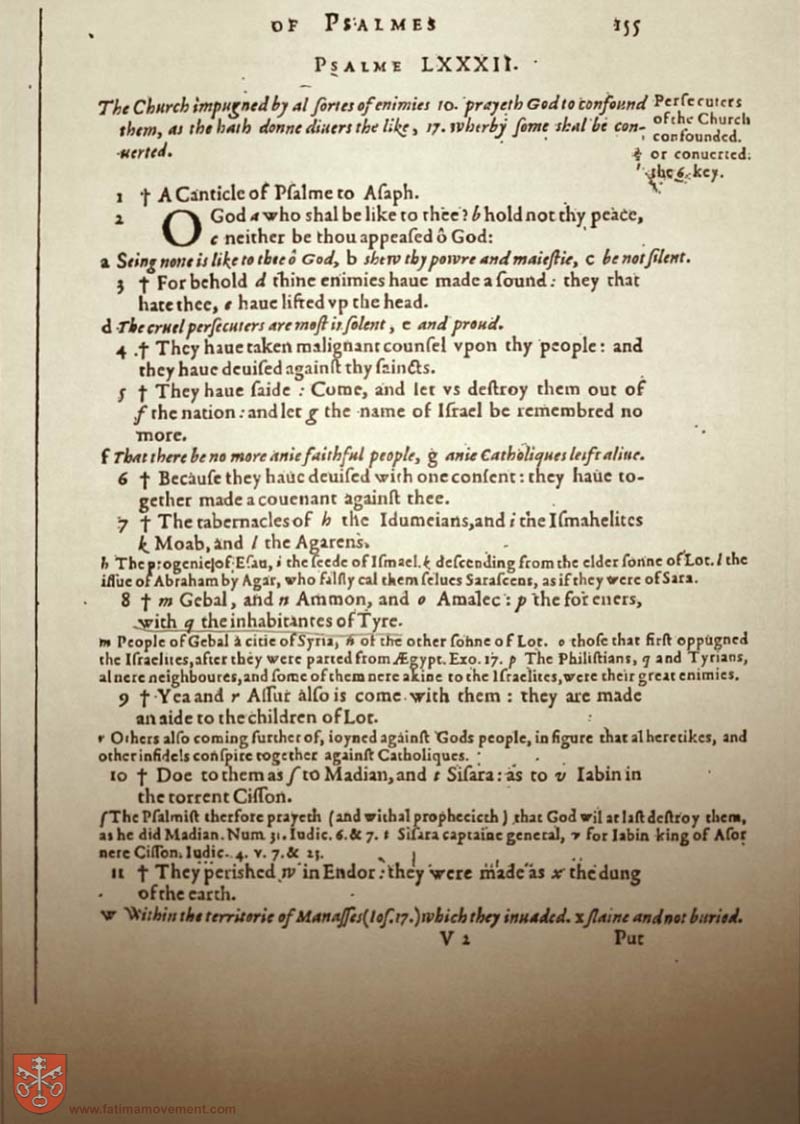 OF PSALMES 155
PSALME LXXXII.
The Church impugned by al ſortes of enimies 10. prayeth God to confound
them, as the hath donne diuers the like, 17. wherby ſome shal be con-
uerted.
Perſecuters
of the Church
confounded.
or conuerted:
the 6. key.
1 † A Canticle of Pſalme to Aſaph.
2 O God a who shal be like to thee? b hold not thy peace,
c neither be thou appeaſed ô God:
a Seing none is like to thee ô God, b shew thy powre and maieſtie, c be not ſilent.
3 † For behold d thine enimies haue made a ſound: they that
hate thee, e haue lifted vp the head.
d The cruel perſecuters are moſt inſolent, e and proud.
4 † They haue taken malignant counſel vpon thy people: and
they haue deuiſed againſt thy ſaincts.
5 † They haue ſaide: Come, and let vs deſtroy them out of
f the nation: and let g the name of Iſrael be remembred no
more.
f That there be no more anie faithful people, g anie Catholiques leift aliue.
6 † Becauſe they haue deuiſed with one conſent: they haue to-
gether made a couenant againſt thee.
7 † The tabernacles of h the Idumeians, and i the Iſmahelites
k Moab, and l the Agarens.
h The progenie of Eſau, i the ſeede of Iſmael. k deſcending from the elder ſonne of Lot. l the
iſſue of Abraham by Agar, who falſly cal them ſelues Saraſcens, as if they were of Sara.
8 † m Gebal, and n Ammon, and o Amalec: p the foreners,
with q the inhabitantes of Tyre.
m People of Gebal a citie of Syria, n of the other ſonne of Lot. o thoſe that firſt oppugned
the Iſraelites, after they were parted from Ægypt. Exo. 17. p The Philiſtians, q and Tyrians,
al nere neighboures, and ſome of them nere akine to the Iſraelites, were their great enimies.
9 † Yea and r Aſſur alſo is come with them: they are made
an aide to the children of Lot.
r Others alſo coming further of, ioyned againſt Gods people, in figure that al heretikes, and
other infidels conſpire together againſt Catholiques.
10 † Doe to them as ſ to Madian, and t Siſara: as to v Iabin in
the torrent Ciſſon.
ſ The Pſalmiſt therfore prayeth (and withal propheciecth) that God wil at laſt deſtroy them,
as he did Madian. Num 31. Iudic. 6. & 7. t Siſara captaine general, v for Iabin king of Aſor
nere Ciſſon. Iudic. 4. v. 7. & 23.
11 † They perished w in Endor: they were made as x the dung
of the earth.
w Within the territorie of Manaſſes (Ioſ. 17.) which they inuaded. x ſlaine and not buried.
V 2 Put
www.fatimamovement.com